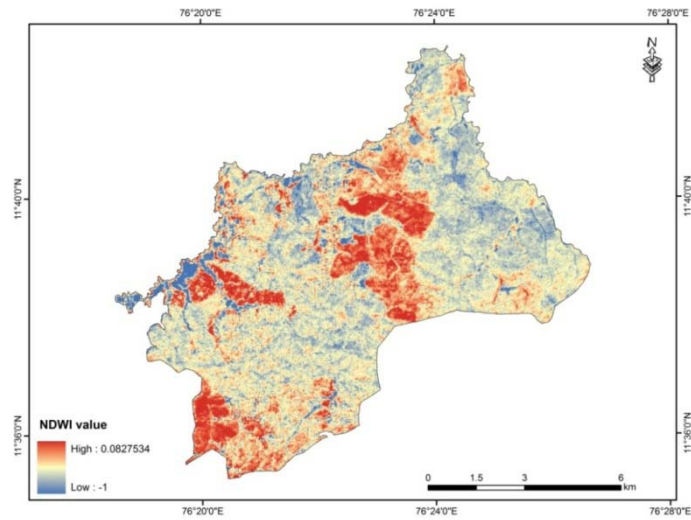 76°20'0"E 76°24'0"E 76°28'0"E
N
11°40'0"N 11°40'0"N
NDWI value
High : 0.0827534
Low : -1
11°36'0"N 11°36'0"N
0 1.5 3 6
km
76°20'0"E 76°24'0"E 76°28'0"E